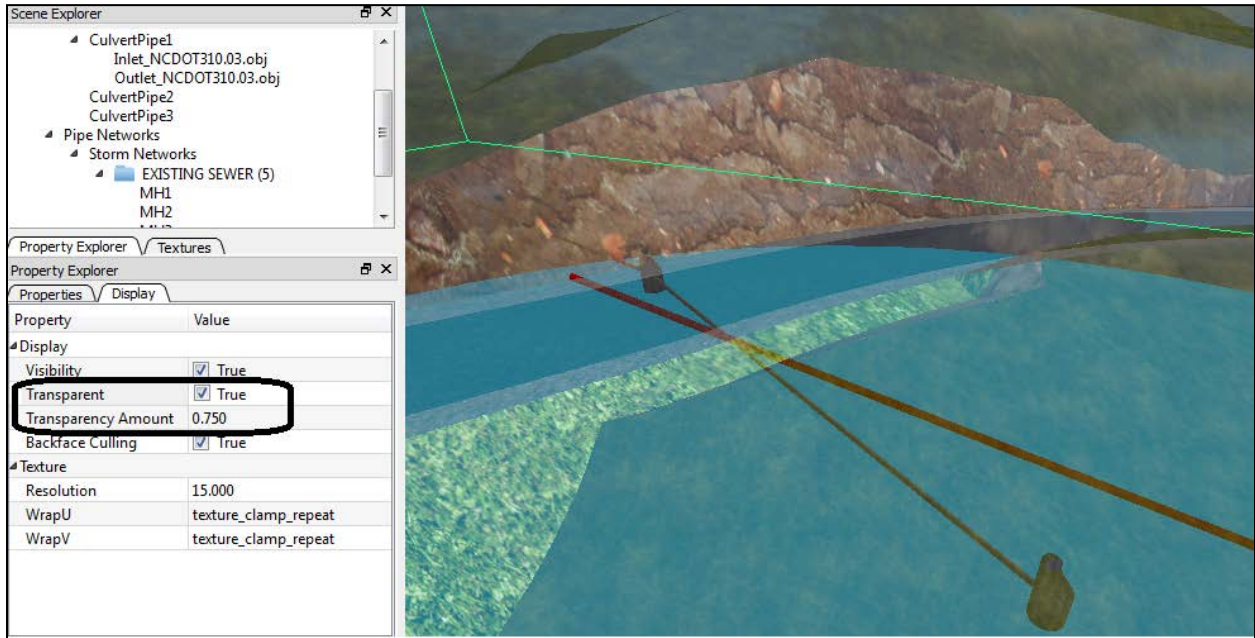 Scene Explorer
CulvertPipe1
Inlet_NCDOT310.03.obj
Outlet_NCDOT310.03.obj
CulvertPipe2
CulvertPipe3
Pipe Networks
Storm Networks
EXISTING SEWER (5)
MH1
MH2
Property Explorer Textures
Property Explorer
Properties Display
Property Value
Display
Visibility True
Transparent True
Transparency Amount 0.750
Backface Culling True
Texture
Resolution 15.000
WrapU texture_clamp_repeat
WrapV texture_clamp_repeat